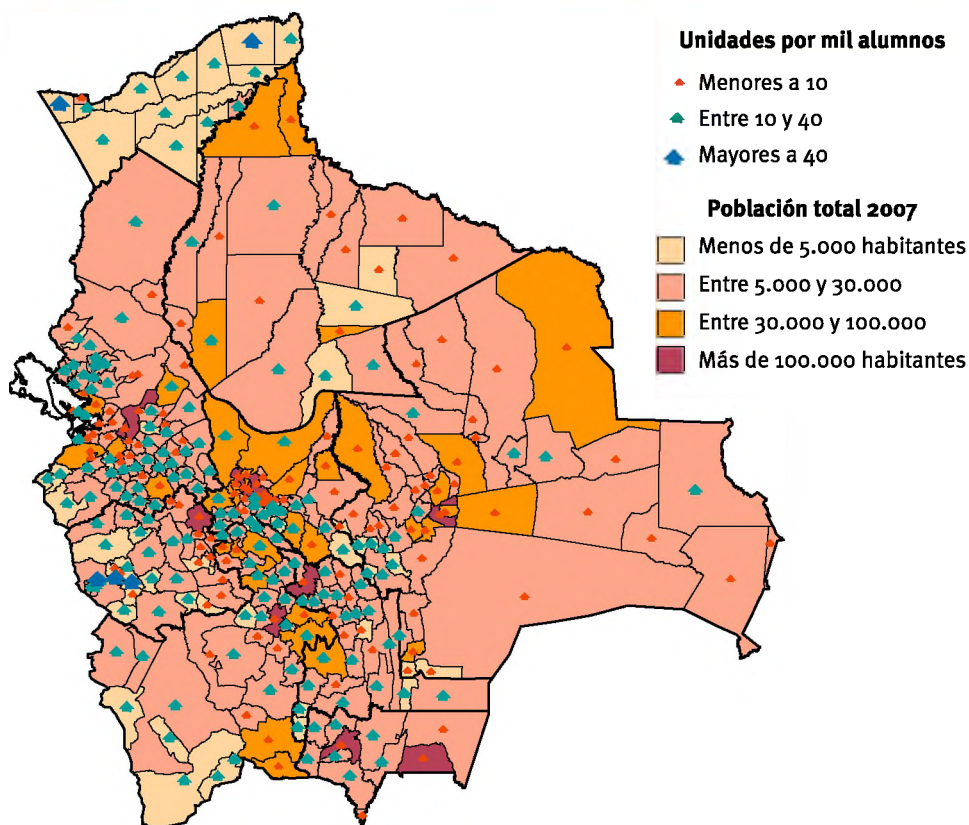 Unidades por mil alumnos
Menores a 10
Entre 10 y 40
Mayores a 40
Población total 2007
Menos de 5.000 habitantes
Entre 5.000 y 30.000
Entre 30.000 y 100.000
Más de 100.000 habitantes